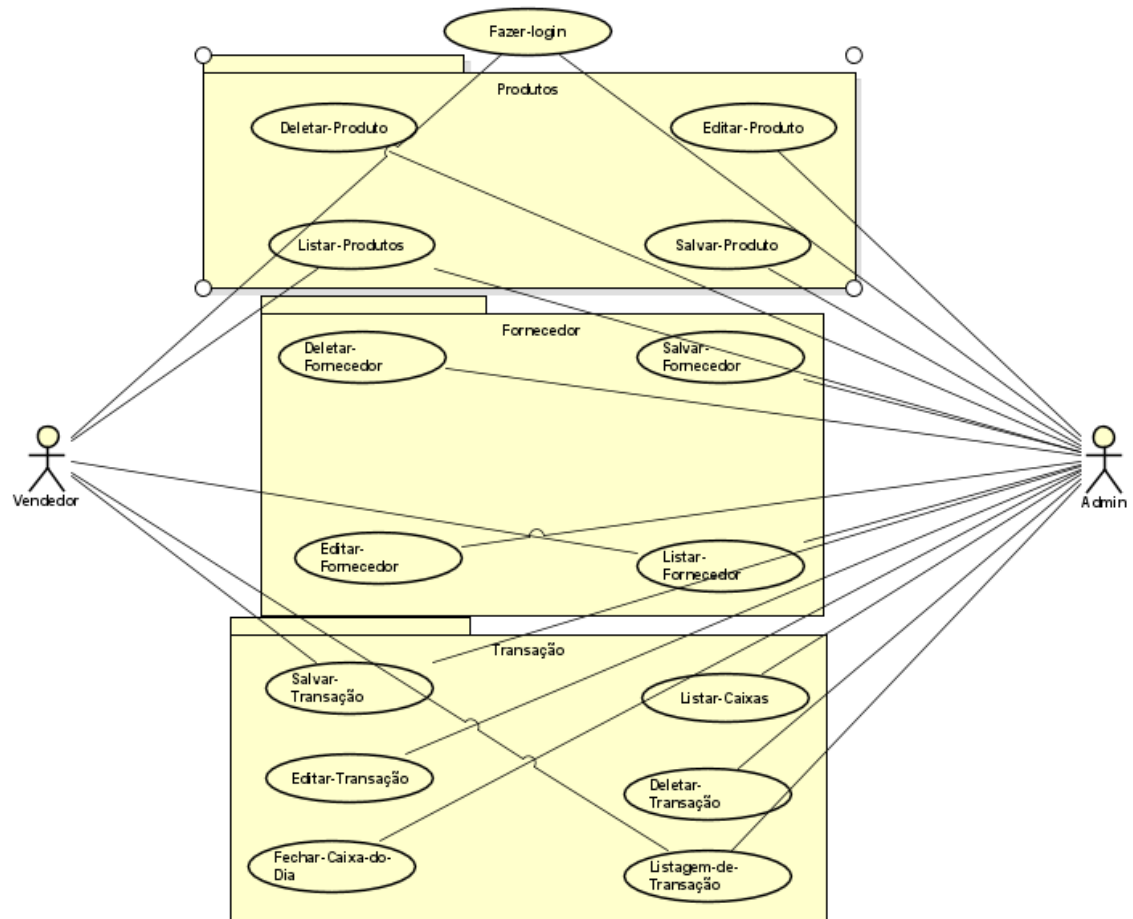 Fazer-login
Produtos
Deletar-Produto
Editar-Produto
Listar-Produtos
Salvar-Produto
Fornecedor
Deletar-
Fornecedor
Salvar-
Fornecedor
Vendedor
Admin
Editar-
Fornecedor
Listar-
Fornecedor
Transação
Salvar-
Transação
Listar-Caixas
Editar-Transação
Deletar-
Transação
Fechar-Caixa-do-
Dia
Listagem-de-
Transação